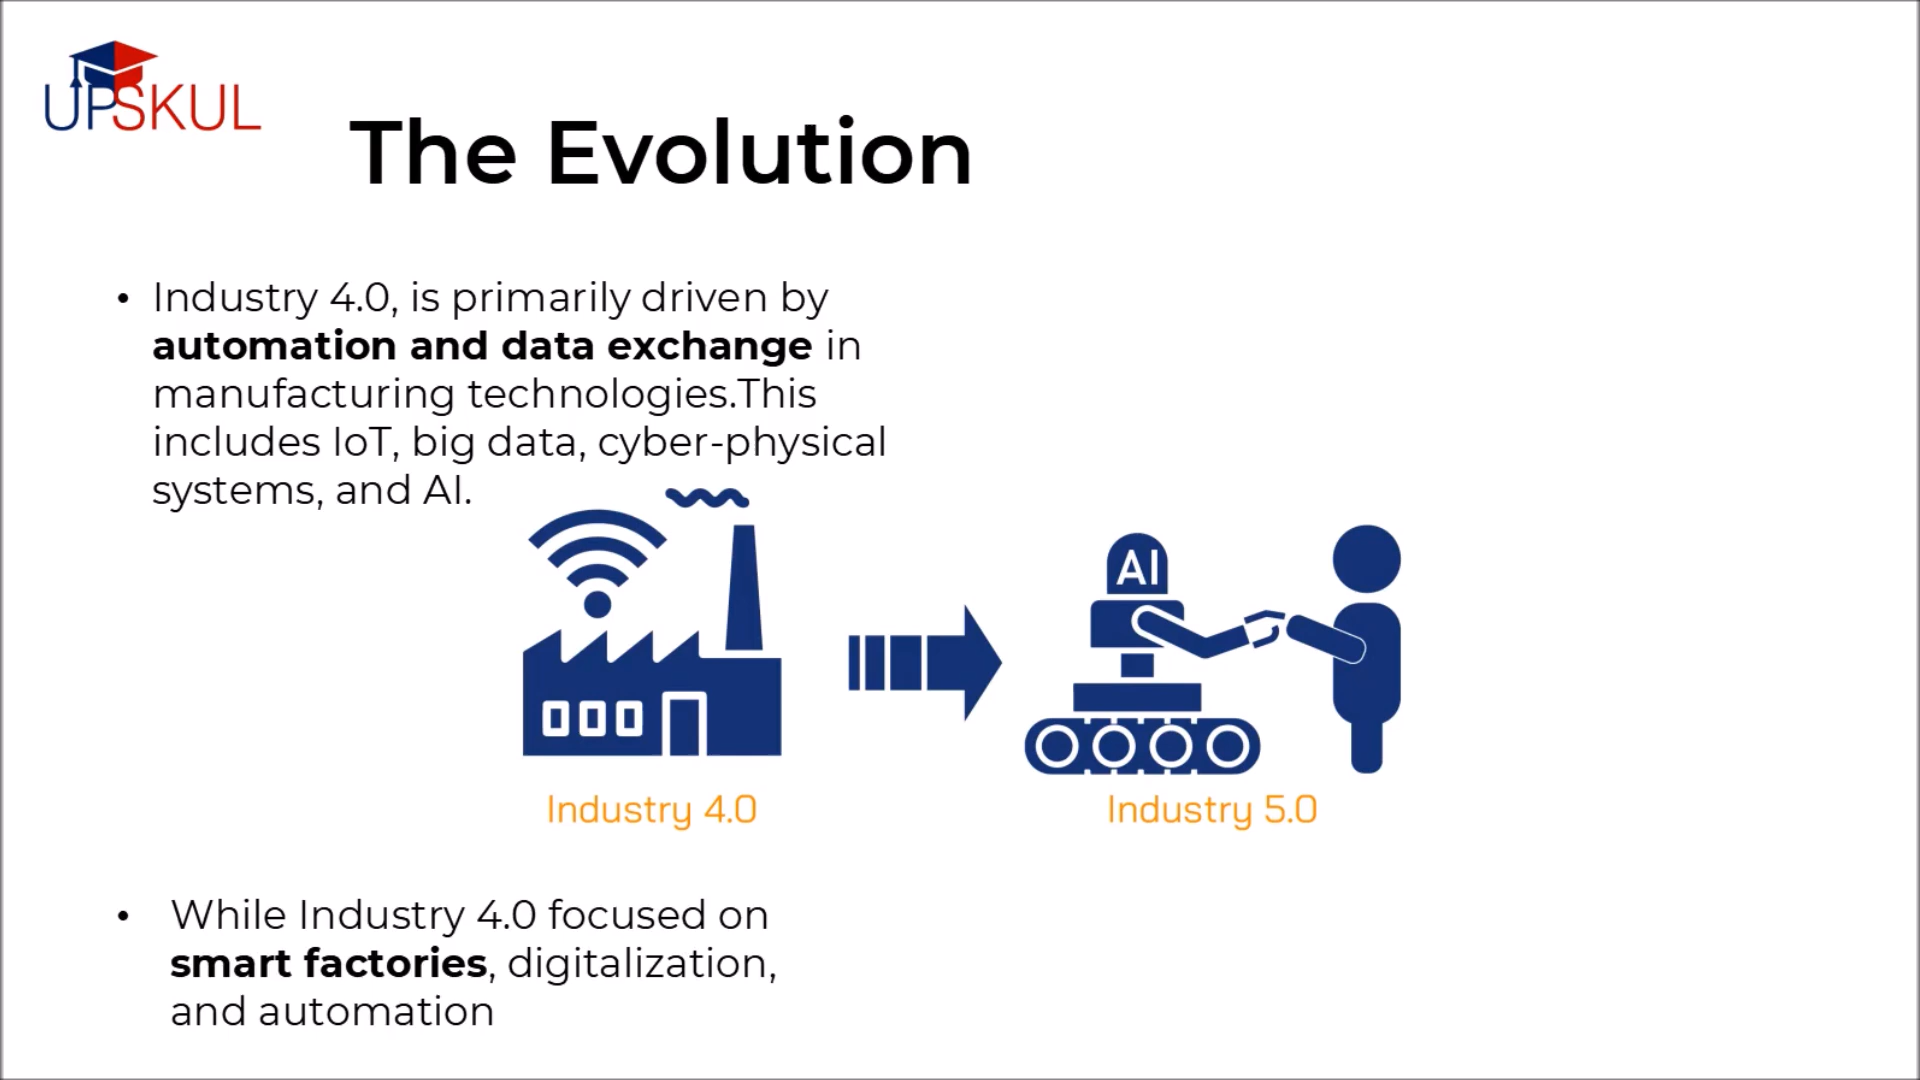 UPSKUL
The Evolution
• Industry 4.0, is primarily driven by
automation and data exchange in
manufacturing technologies.This
includes IoT, big data, cyber-physical
systems, and AI.
AI
Industry 4.0
Industry 5.0
• While Industry 4.0 focused on
smart factories, digitalization,
and automation